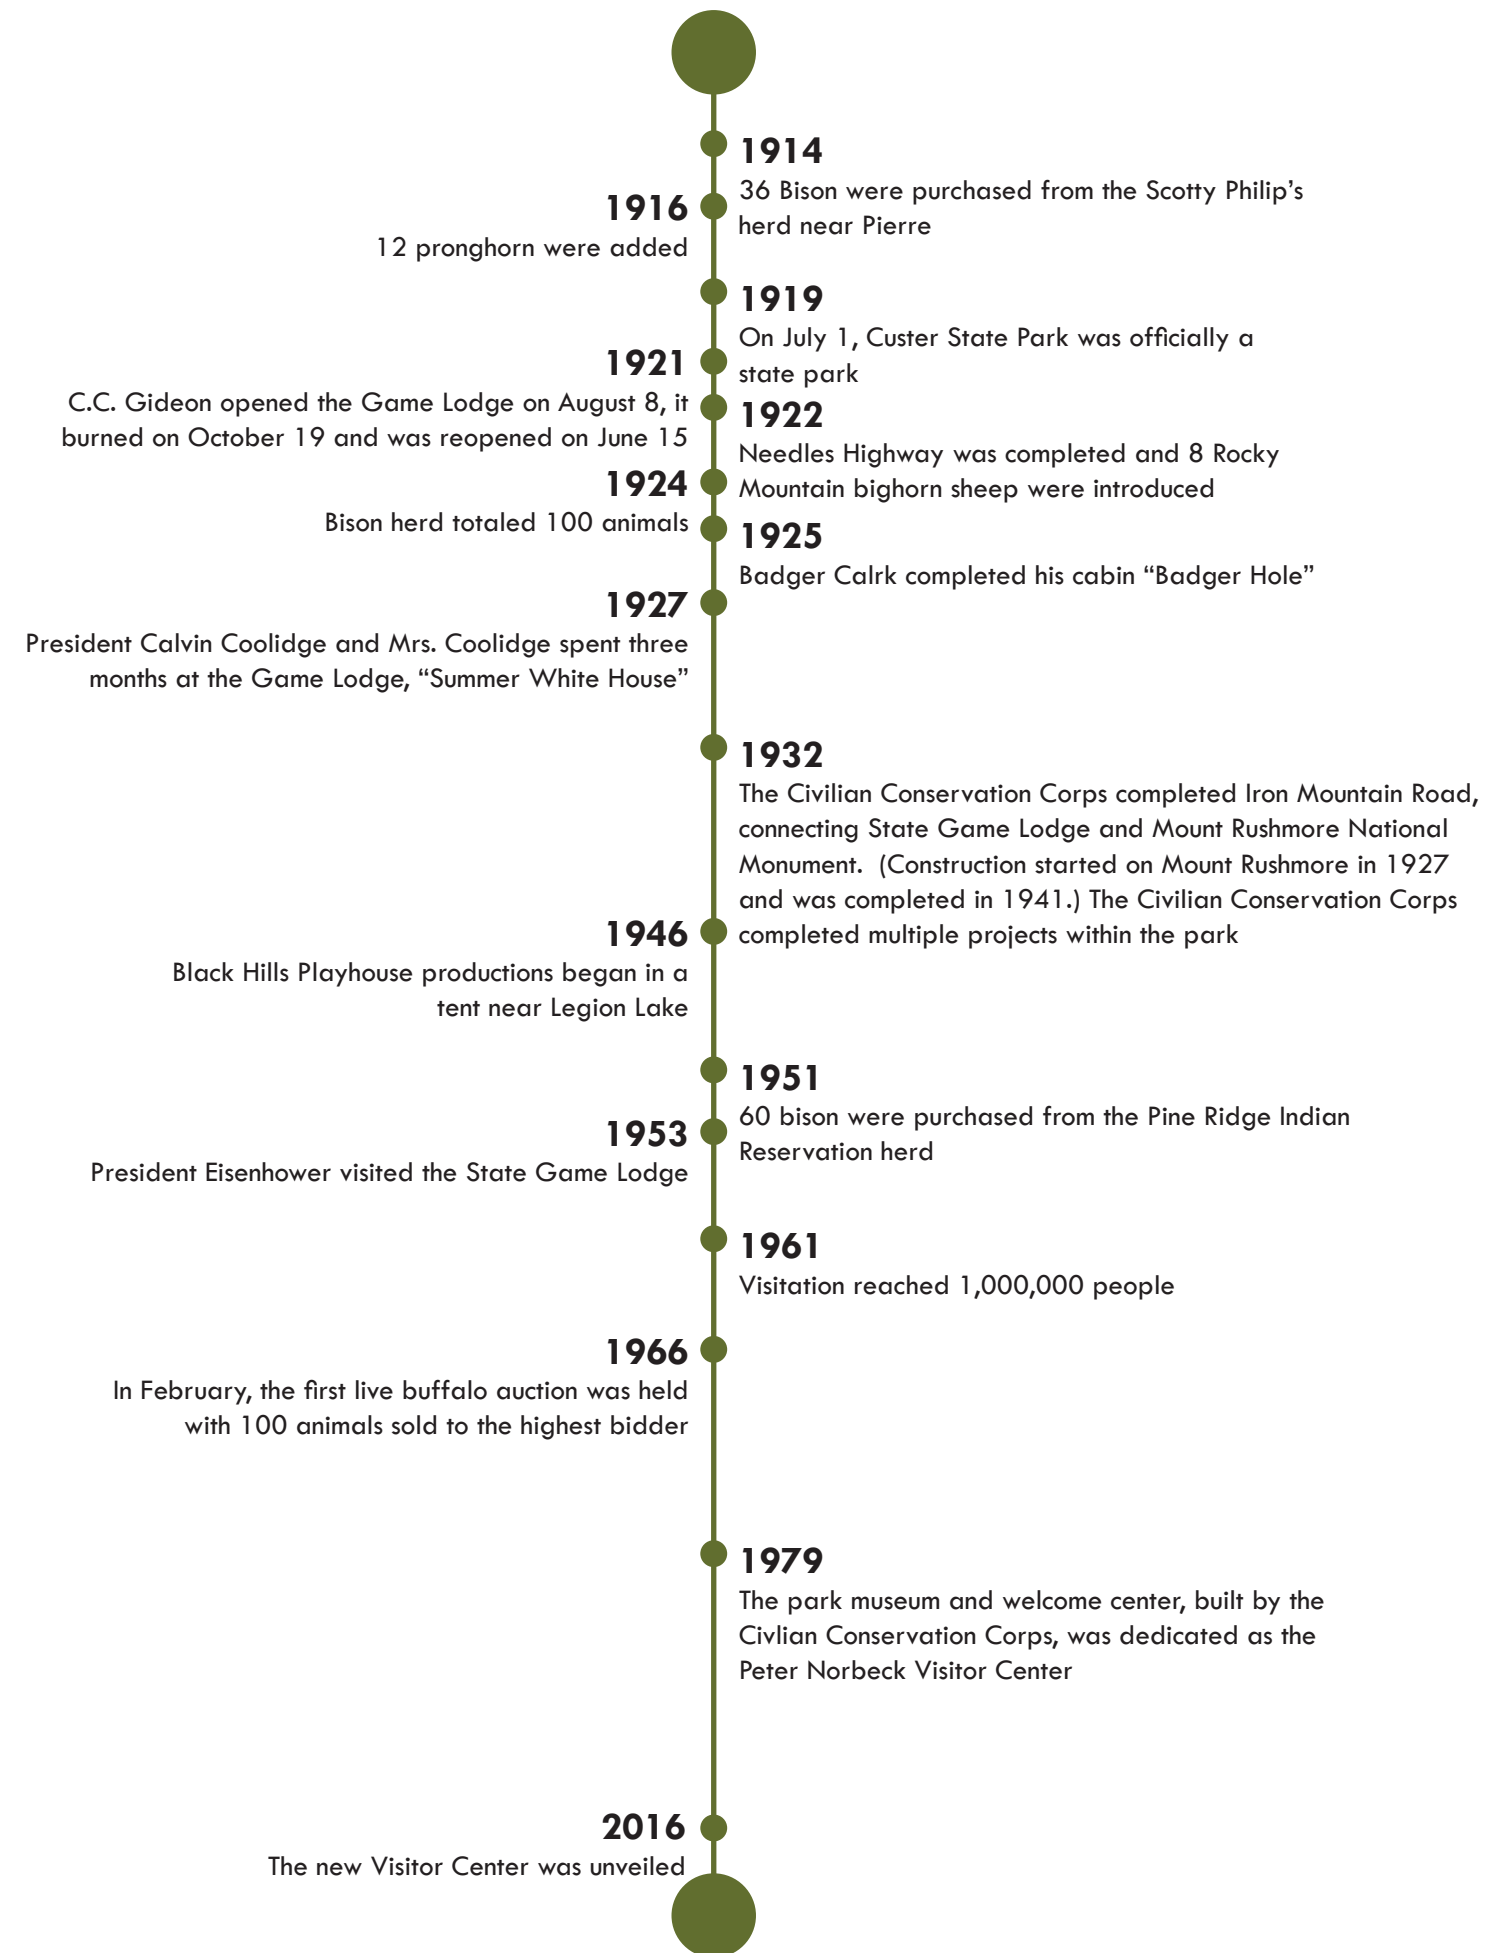 1914
36 Bison were purchased from the Scotty Philip’s
herd near Pierre
1916
12 pronghorn were added
1919
On July 1, Custer State Park was officially a
state park
1921
C.C. Gideon opened the Game Lodge on August 8, it
burned on October 19 and was reopened on June 15
1922
Needles Highway was completed and 8 Rocky
Mountain bighorn sheep were introduced
1924
Bison herd totaled 100 animals
1925
Badger Calrk completed his cabin “Badger Hole”
1927
President Calvin Coolidge and Mrs. Coolidge spent three
months at the Game Lodge, “Summer White House”
1932
The Civilian Conservation Corps completed Iron Mountain Road,
connecting State Game Lodge and Mount Rushmore National
Monument.  (Construction started on Mount Rushmore in 1927
and was completed in 1941.) The Civilian Conservation Corps
completed multiple projects within the park
1946
Black Hills Playhouse productions began in a
tent near Legion Lake
1951
60 bison were purchased from the Pine Ridge Indian
Reservation herd
1953
President Eisenhower visited the State Game Lodge
1961
Visitation reached 1,000,000 people
1966
In February, the first live buffalo auction was held
with 100 animals sold to the highest bidder
1979
The park museum and welcome center, built by the
Civlian Conservation Corps, was dedicated as the
Peter Norbeck Visitor Center
2016
The new Visitor Center was unveiled